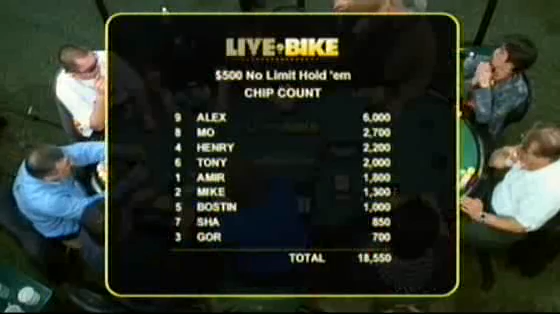 LIVE BIKE
$500 No Limit Hold 'em
CHIP COUNT
9 ALEX 6,000
8 MO 2,700
4 HENRY 2,200
6 TONY 2,000
1 AMIR 1,800
2 MIKE 1,300
5 BOSTIN 1,000
7 SHA 850
3 GOR 700
TOTAL 18,550